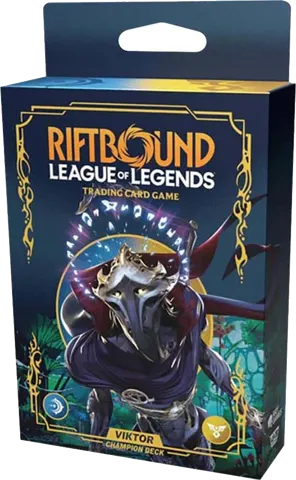 RIFTBOUND
LEAGUE OF LEGENDS
TRADING CARD GAME
VIKTOR
CHAMPION DECK